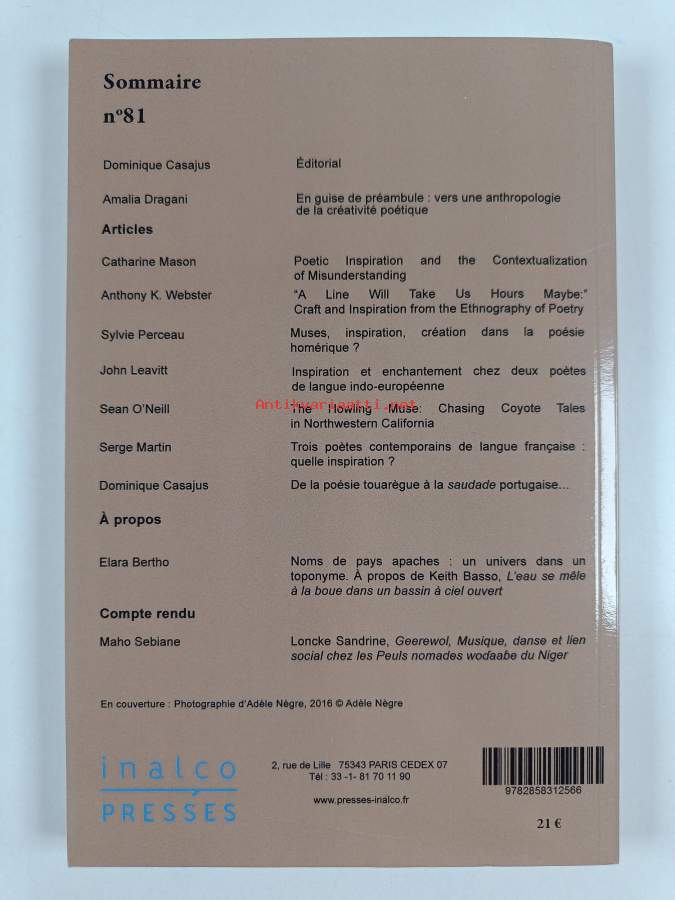 Sommaire
nº81
Dominique Casajus Éditorial
Amalia Dragani En guise de préambule : vers une anthropologie
de la créativité poétique
Articles
Catharine Mason Poetic Inspiration and the Contextualization
of Misunderstanding
Anthony K. Webster “A Line Will Take Us Hours Maybe:”
Craft and Inspiration from the Ethnography of Poetry
Sylvie Perceau Muses, inspiration, création dans la poésie
homérique ?
John Leavitt Inspiration et enchantement chez deux poètes
de langue indo-européenne
Antikvariaatti.net
Sean O’Neill The Howling Muse: Chasing Coyote Tales
in Northwestern California
Serge Martin Trois poètes contemporains de langue française :
quelle inspiration ?
Dominique Casajus De la poésie touarègue à la saudade portugaise...
À propos
Elara Bertho Noms de pays apaches : un univers dans un
toponyme. À propos de Keith Basso, L’eau se mêle
à la boue dans un bassin à ciel ouvert
Compte rendu
Maho Sebiane Loncke Sandrine, Geerewol, Musique, danse et lien
social chez les Peuls nomades woɗaaɓe du Niger
En couverture : Photographie d’Adèle Nègre, 2016 © Adèle Nègre
inalco
PRESSES
2, rue de Lille 75343 PARIS CEDEX 07
Tél : 33 -1- 81 70 11 90
www.presses-inalco.fr
9782858312566
21 €